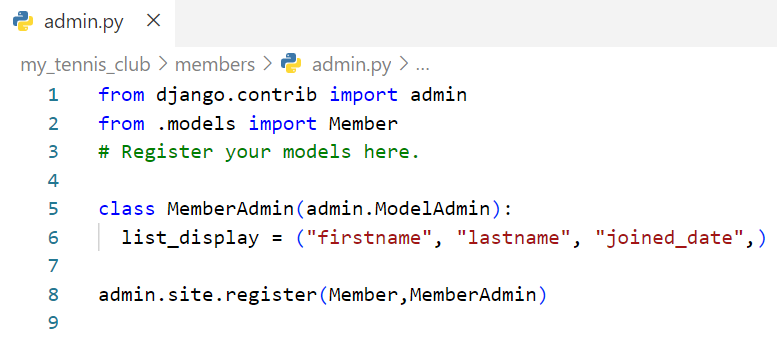 admin.py ×
my_tennis_club > members > admin.py > ...
1 from django.contrib import admin
2 from .models import Member
3 # Register your models here.
4
5 class MemberAdmin(admin.ModelAdmin):
6   list_display = ("firstname", "lastname", "joined_date",)
7
8 admin.site.register(Member,MemberAdmin)
9